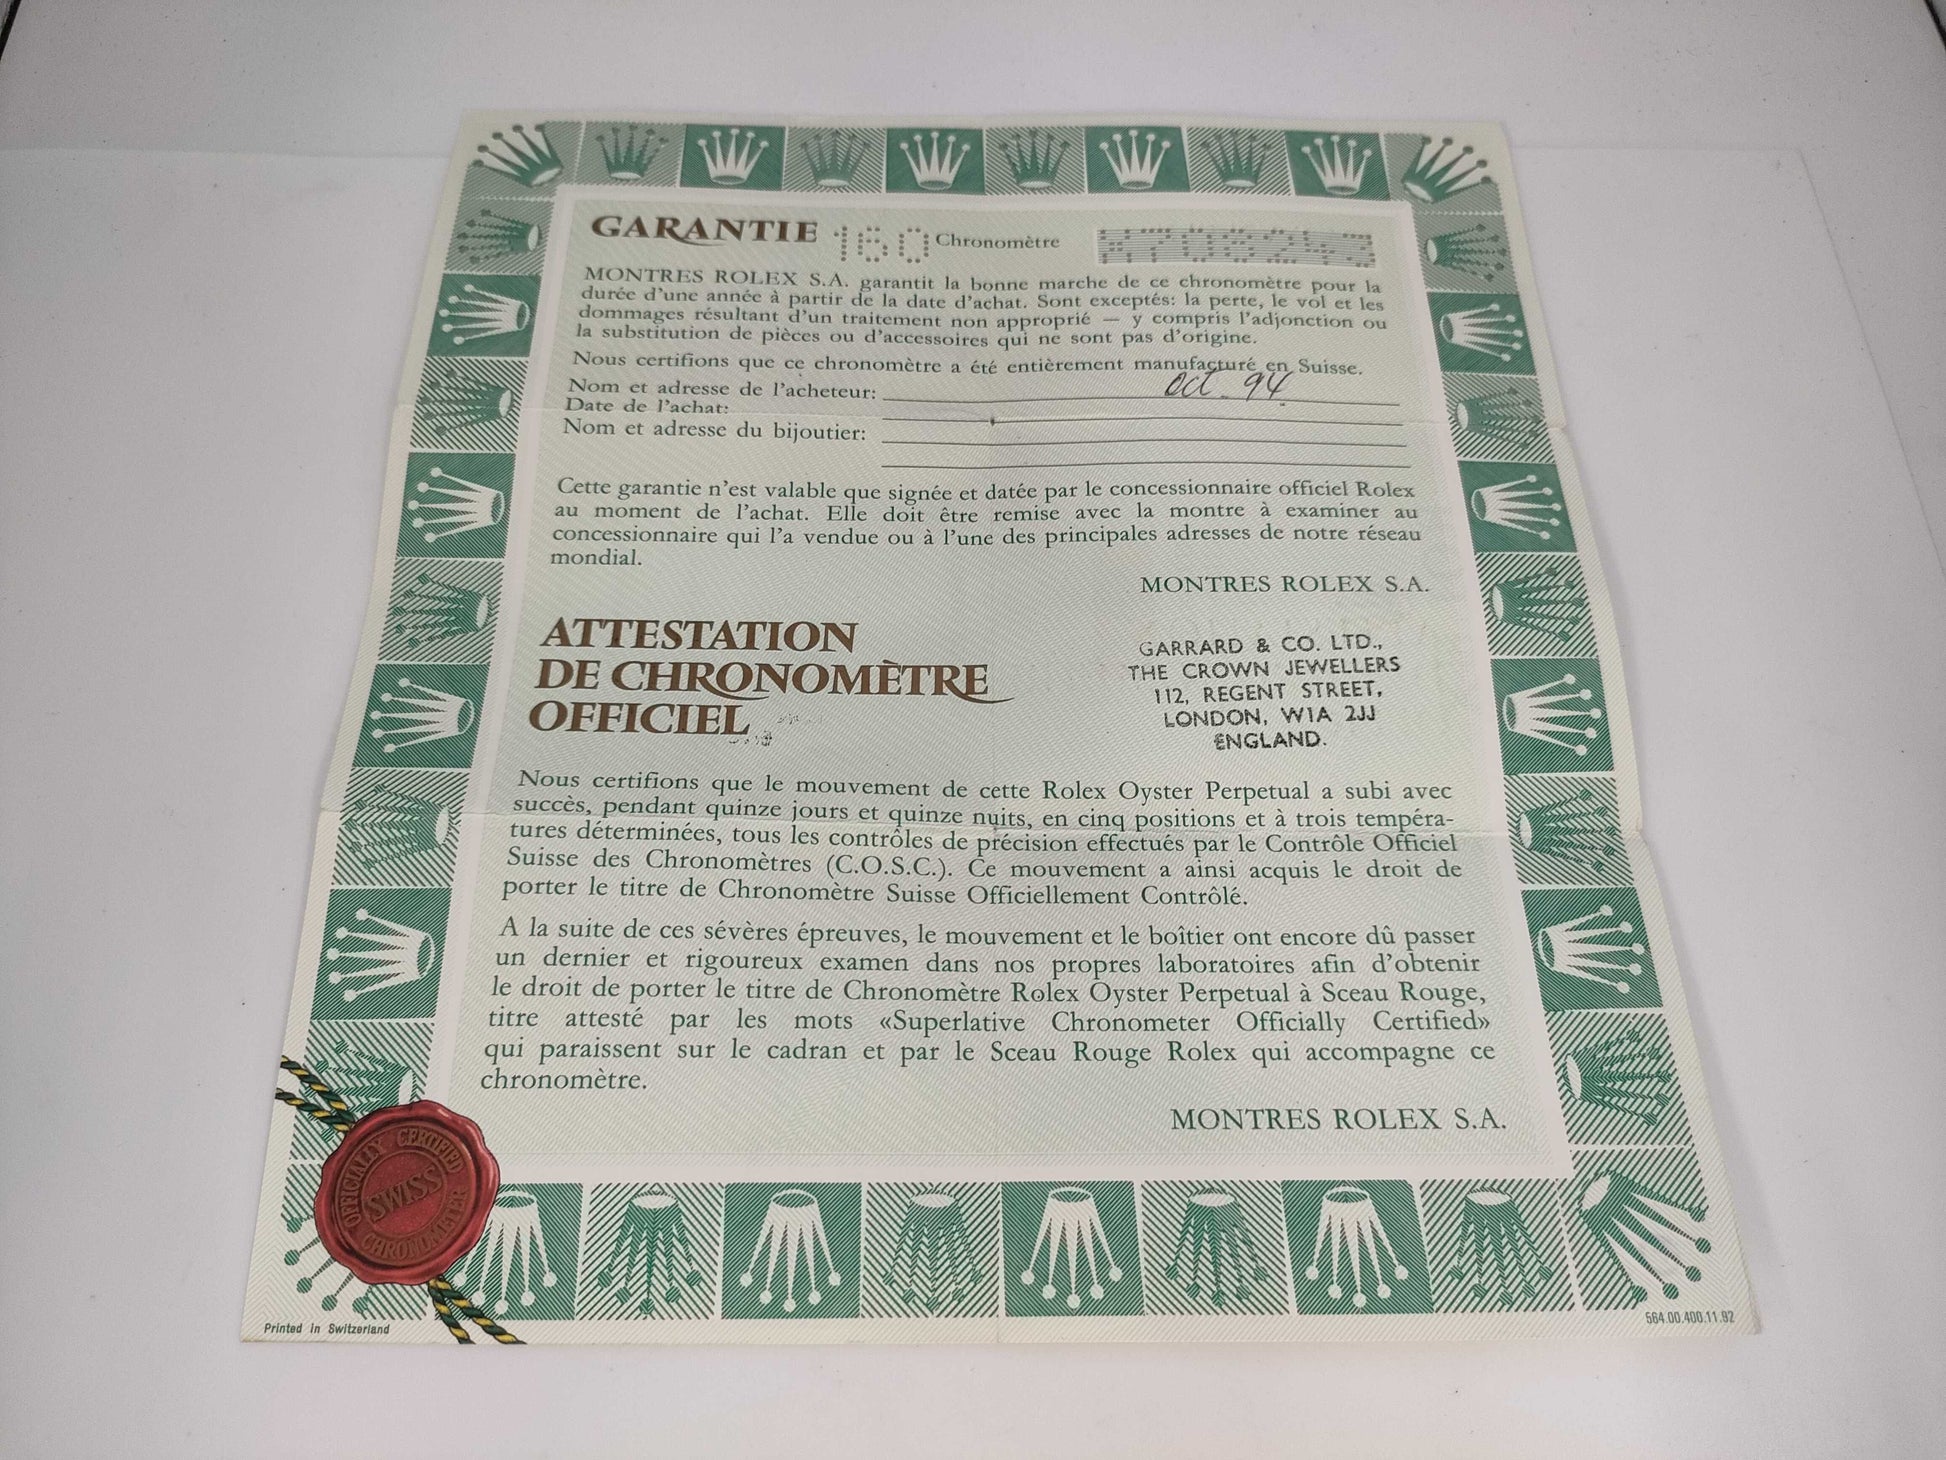 GARANTIE 160 Chronomètre
MONTRES ROLEX S.A. garantit la bonne marche de ce chronomètre pour la
durée d'une année à partir de la date d'achat. Sont exceptés: la perte, le vol et les
dommages résultant d'un traitement non approprié — y compris l'adjonction ou
la substitution de pièces ou d'accessoires qui ne sont pas d'origine.
Nous certifions que ce chronomètre a été entièrement manufacturé en Suisse.
Nom et adresse de l'acheteur: Oct. 94
Date de l'achat:
Nom et adresse du bijoutier:
Cette garantie n'est valable que signée et datée par le concessionnaire officiel Rolex
au moment de l'achat. Elle doit être remise avec la montre à examiner au
concessionnaire qui l'a vendue ou à l'une des principales adresses de notre réseau
mondial.
MONTRES ROLEX S.A.
ATTESTATION
DE CHRONOMÈTRE
OFFICIEL
GARRARD & CO. LTD.,
THE CROWN JEWELLERS
112, REGENT STREET,
LONDON, W1A 2JJ
ENGLAND.
Nous certifions que le mouvement de cette Rolex Oyster Perpetual a subi avec
succès, pendant quinze jours et quinze nuits, en cinq positions et à trois tempéra-
tures déterminées, tous les contrôles de précision effectués par le Contrôle Officiel
Suisse des Chronomètres (C.O.S.C.). Ce mouvement a ainsi acquis le droit de
porter le titre de Chronomètre Suisse Officiellement Contrôlé.
A la suite de ces sévères épreuves, le mouvement et le boîtier ont encore dû passer
un dernier et rigoureux examen dans nos propres laboratoires afin d'obtenir
le droit de porter le titre de Chronomètre Rolex Oyster Perpetual à Sceau Rouge,
titre attesté par les mots «Superlative Chronometer Officially Certified»
qui paraissent sur le cadran et par le Sceau Rouge Rolex qui accompagne ce
chronomètre.
MONTRES ROLEX S.A.
OFFICIALLY CERTIFIED
SWISS
CHRONOMETER
Printed in Switzerland
564.00.400.11.92